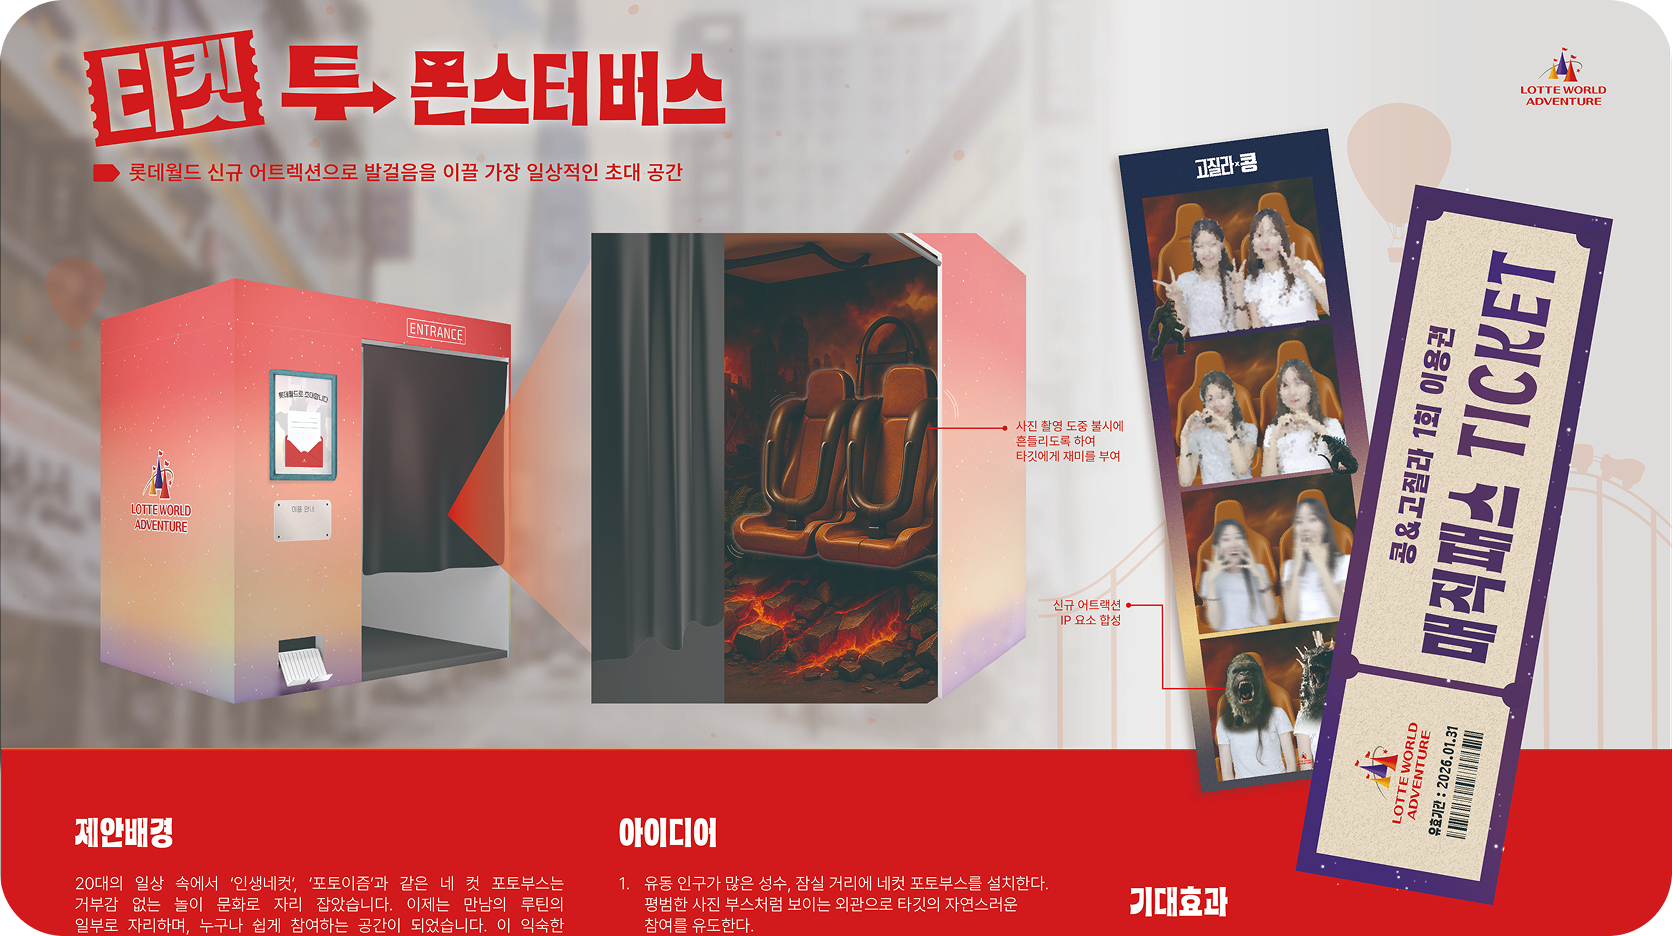 티켓 투 몬스터버스
롯데월드 신규 어트렉션으로 발걸음을 이끌 가장 일상적인 초대 공간
LOTTE WORLD
ADVENTURE
ENTRANCE
롯데월드로 초대합니다
이용 안내
LOTTE WORLD
ADVENTURE
사진 촬영 도중 불시에
흔들리도록 하여
타깃에게 재미를 부여
신규 어트랙션
IP 요소 합성
고질라×콩
콩&고질라 1회 이용권
매직패스 TICKET
LOTTE WORLD
ADVENTURE
유효기간 : 2026.01.31
제안배경
20대의 일상 속에서 '인생네컷', '포토이즘'과 같은 네 컷 포토부스는
거부감 없는 놀이 문화로 자리 잡았습니다. 이제는 만남의 루틴의
일부로 자리하며, 누구나 쉽게 참여하는 공간이 되었습니다. 이 익숙한
아이디어
1. 유동 인구가 많은 성수, 잠실 거리에 네컷 포토부스를 설치한다.
평범한 사진 부스처럼 보이는 외관으로 타깃의 자연스러운
참여를 유도한다.
기대효과